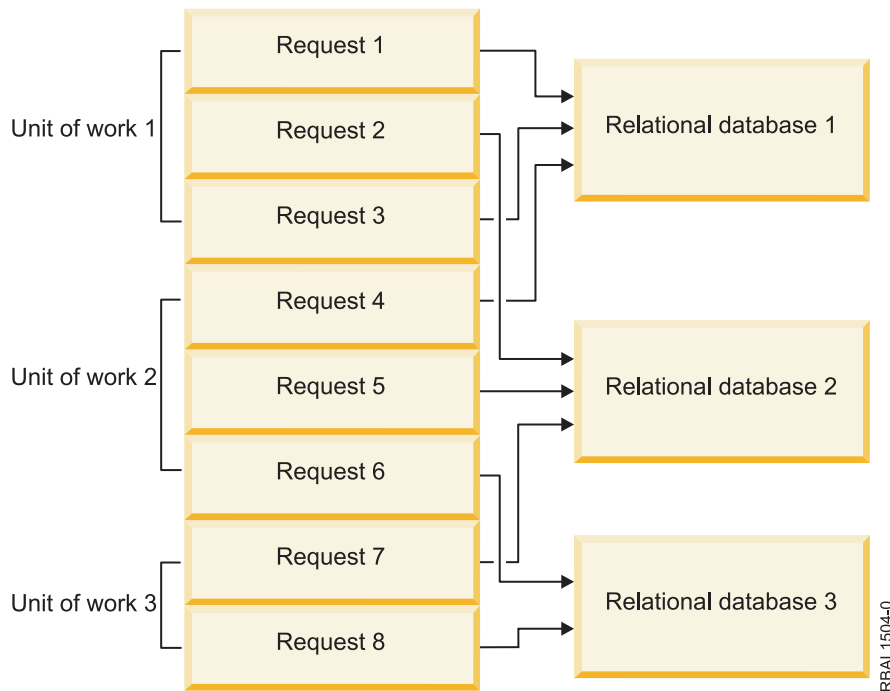 Unit of work 1
Request 1
Request 2
Request 3
Relational database 1
Unit of work 2
Request 4
Request 5
Request 6
Relational database 2
Unit of work 3
Request 7
Request 8
Relational database 3
RBAL1504-0